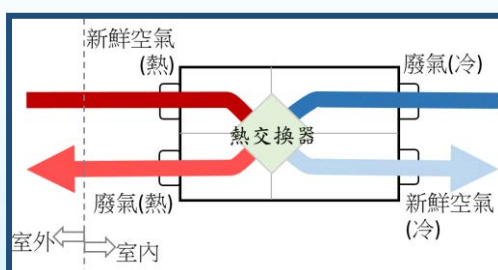 新鮮空氣
(熱)
廢氣(冷)
熱交換器
廢氣(熱)
新鮮空氣
(冷)
室外
室內